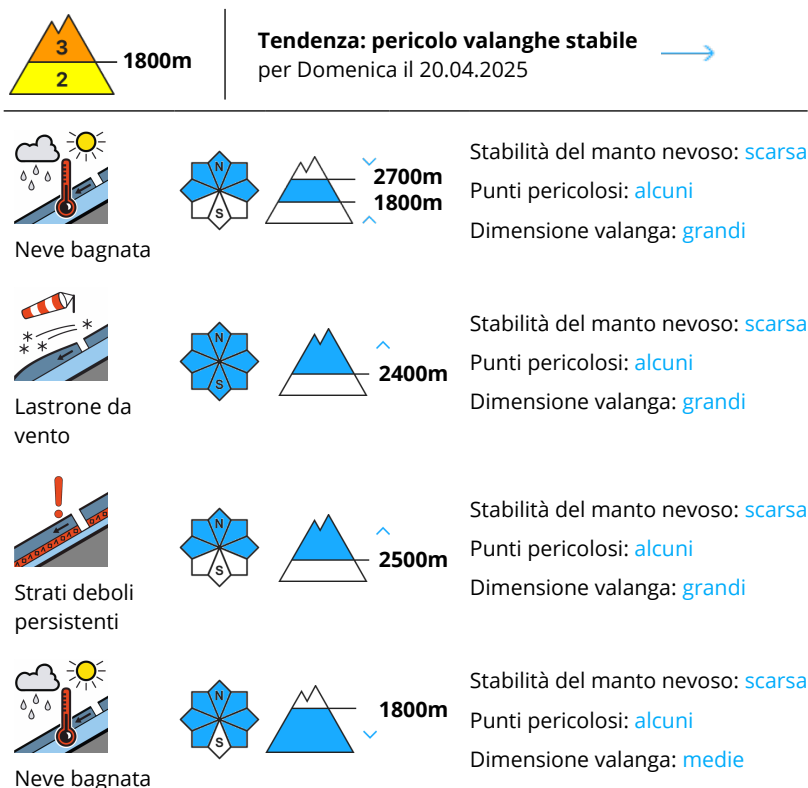 3
2
1800m
Tendenza: pericolo valanghe stabile
per Domenica il 20.04.2025
N
S
2700m
1800m
Stabilità del manto nevoso: scarsa
Punti pericolosi: alcuni
Dimensione valanga: grandi
Neve bagnata
N
S
2400m
Stabilità del manto nevoso: scarsa
Punti pericolosi: alcuni
Dimensione valanga: grandi
Lastrone da
vento
N
S
2500m
Stabilità del manto nevoso: scarsa
Punti pericolosi: alcuni
Dimensione valanga: grandi
Strati deboli
persistenti
N
S
1800m
Stabilità del manto nevoso: scarsa
Punti pericolosi: alcuni
Dimensione valanga: medie
Neve bagnata